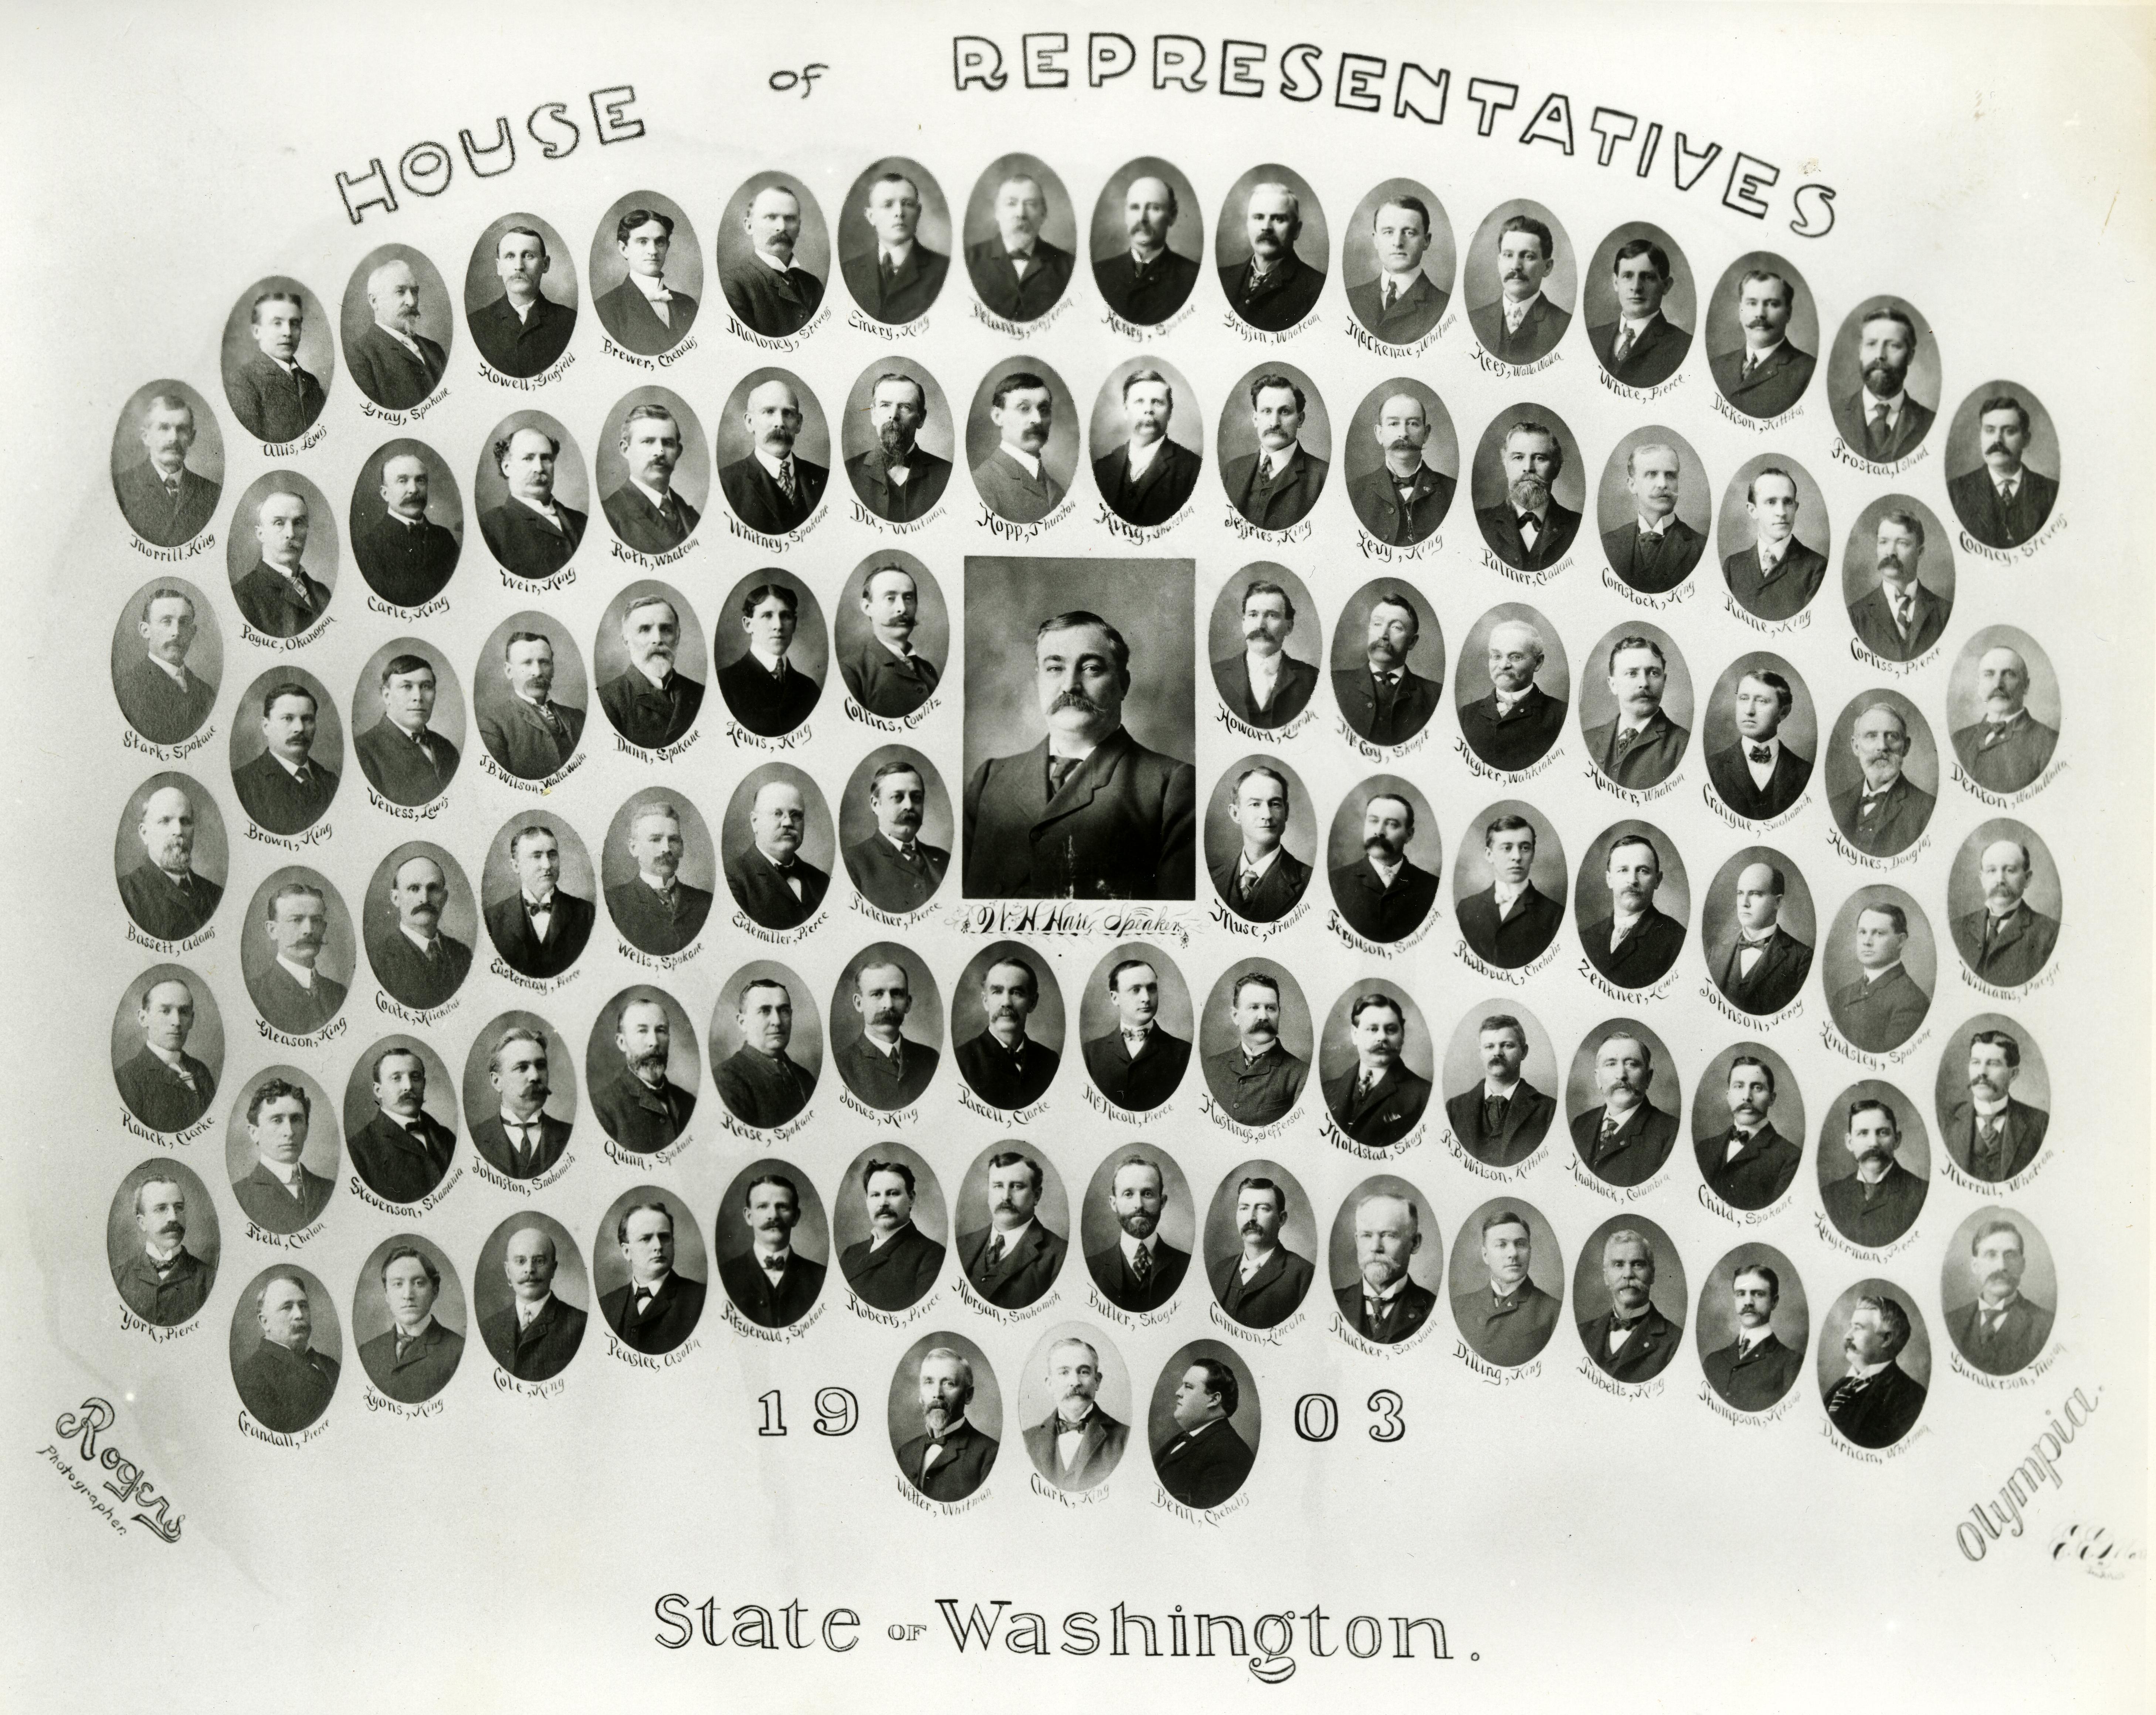 HOUSE of REPRESENTATIVES
Morrill, King
Allis, Lewis
Gray, Spokane
Howell, Garfield
Brewer, Chehalis
Maloney, Stevens
Emery, King
Delanty, Jefferson
Henry, Spokane
Griffin, Whatcom
Mackenzie, Whitman
Kees, Walla Walla
White, Pierce.
Dickson, Kittitas
Frostad, Island
Cooney, Stevens
Stark, Spokane
Pogue, Okanogan
Carle, King
Weir, King
Roth, Whatcom
Whitney, Spokane
Dix, Whitman
Hopp, Thurston
King, Thurston
Jeffries, King
Levy, King
Palmer, Clallam
Comstock, King
Raine, King
Corliss, Pierce
Denton, Walla Walla
Bassett, Adams
Brown, King
Veness, Lewis
J.B. Wilson, Walla Walla
Dunn, Spokane
Lewis, King
Collins, Cowlitz
W. H. Hare, Speaker
Howard, Lincoln
McCoy, Skagit
Megler, Wahkiakum
Hunter, Whatcom
Craigue, Snohomish
Haynes, Douglas
Williams,
Ranck, Clarke
Gleason, King
Coate, Klickitat
Easterday, Pierce
Wells, Spokane
Eidemiller, Pierce
Fletcher, Pierce
Muse, Franklin
Ferguson, Snohomish
Philbrick, Chehalis
Zenkner, Lewis
Johnson, Ferry
Lindsley, Spokane
Merrill, Whatcom
York, Pierce
Field, Chelan
Stevenson, Skamania
Johnston, Snohomish
Quinn, Spokane
Reise, Spokane
Jones, King
Parcell, Clarke
McNicoll, Pierce
Hastings, Jefferson
Moldstad, Skagit
R.B. Wilson, Kittitas
Knoblock, Columbia
Child, Spokane
Lingerman, Pierce
Gunderson, Mason
Crandall, Pierce
Lyons, King
Cole, King
Peaslee, Asotin
Fitzgerald, Spokane
Roberts, Pierce
Morgan, Snohomish
Butler, Skagit
Cameron, Lincoln
Thacker, San Juan
Dilling, King
Tibbetts, King
Thompson, Kitsap
Durham, Whitman
1903
Witter, Whitman
Clark, King
Benn, Chehalis
Rogers
Photographer
Olympia.
State OF Washington.